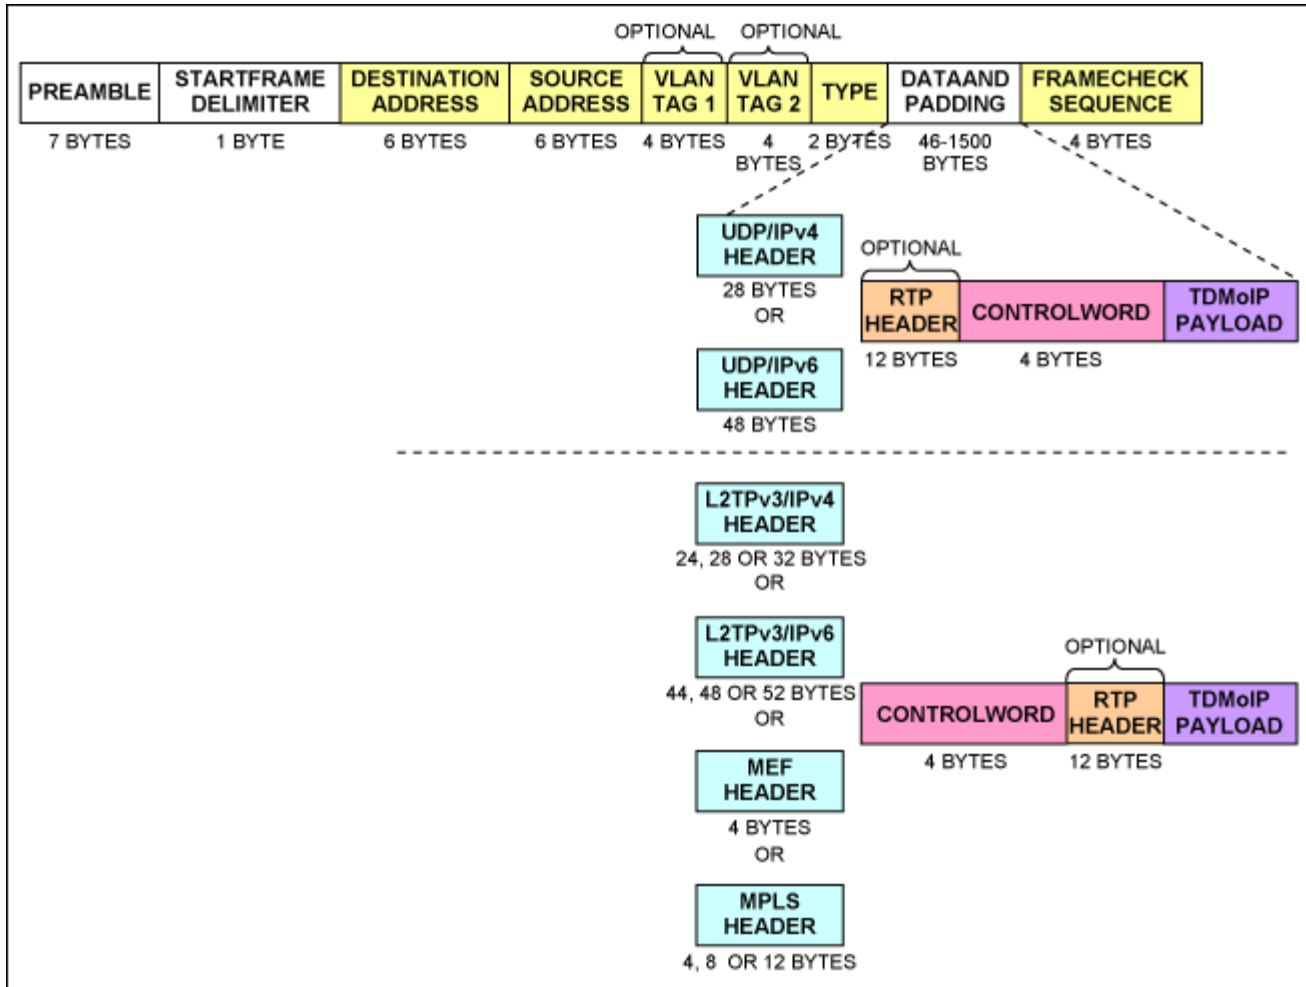 OPTIONAL OPTIONAL
PREAMBLE
STARTFRAME
DELIMITER
DESTINATION
ADDRESS
SOURCE
ADDRESS
VLAN
TAG 1
VLAN
TAG 2
TYPE
DATAAND
PADDING
FRAMECHECK
SEQUENCE
7 BYTES
1 BYTE
6 BYTES
6 BYTES
4 BYTES
4
BYTES
2 BYTES
46-1500
BYTES
4 BYTES
UDP/IPv4
HEADER
28 BYTES
OR
UDP/IPv6
HEADER
48 BYTES
OPTIONAL
RTP
HEADER
CONTROLWORD
TDMoIP
PAYLOAD
12 BYTES
4 BYTES
L2TPv3/IPv4
HEADER
24, 28 OR 32 BYTES
OR
L2TPv3/IPv6
HEADER
44, 48 OR 52 BYTES
OR
MEF
HEADER
4 BYTES
OR
MPLS
HEADER
4, 8 OR 12 BYTES
OPTIONAL
CONTROLWORD
RTP
HEADER
TDMoIP
PAYLOAD
4 BYTES
12 BYTES